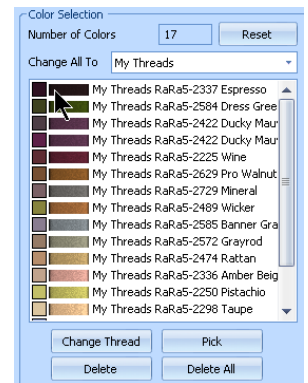 Color Selection
Number of Colors 17 Reset
Change All To My Threads
My Threads RaRa5-2337 Espresso
My Threads RaRa5-2584 Dress Gree
My Threads RaRa5-2422 Ducky Mau
My Threads RaRa5-2422 Ducky Mau
My Threads RaRa5-2225 Wine
My Threads RaRa5-2629 Pro Walnut
My Threads RaRa5-2729 Mineral
My Threads RaRa5-2489 Wicker
My Threads RaRa5-2585 Banner Gra
My Threads RaRa5-2572 Grayrod
My Threads RaRa5-2474 Rattan
My Threads RaRa5-2336 Amber Beig
My Threads RaRa5-2250 Pistachio
My Threads RaRa5-2298 Taupe
Change Thread Pick
Delete Delete All